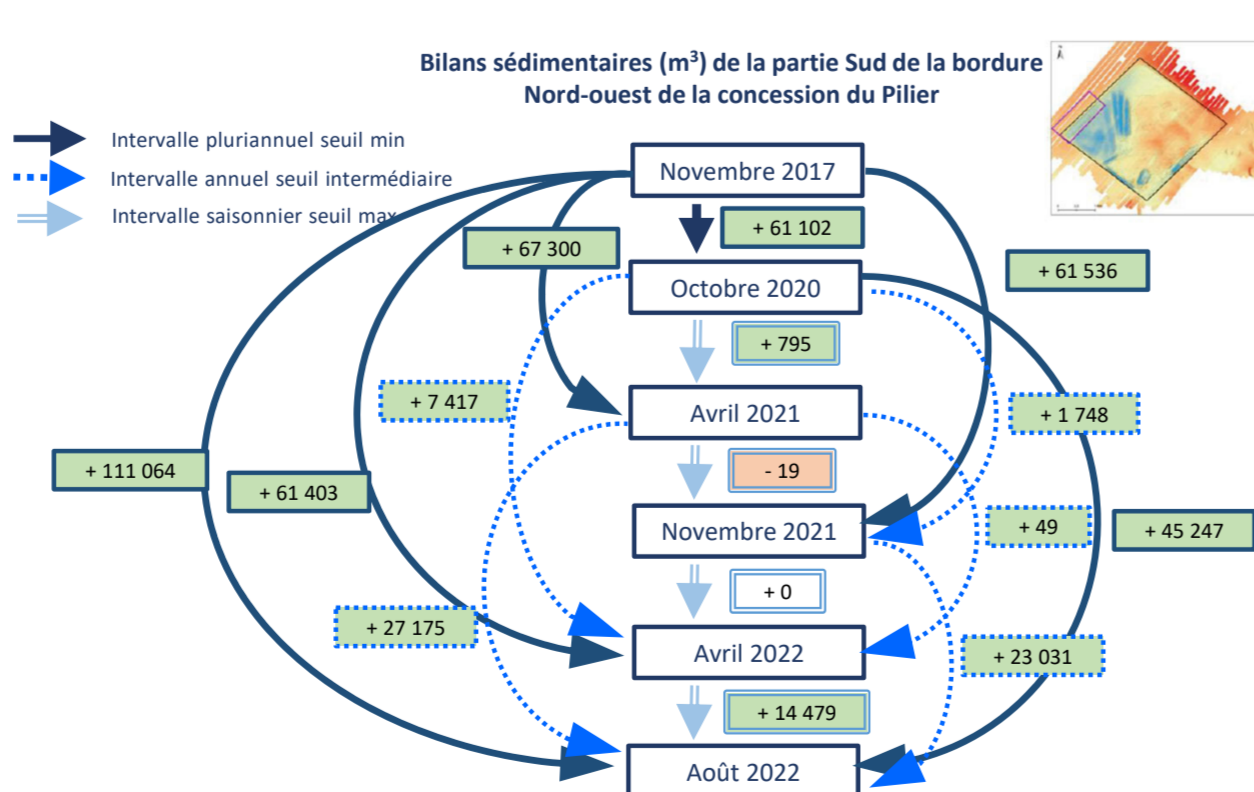 Bilans sédimentaires (m³) de la partie Sud de la bordure
Nord-ouest de la concession du Pilier
Intervalle pluriannuel seuil min
Intervalle annuel seuil intermédiaire
Intervalle saisonnier seuil max
Novembre 2017
+ 61 102
+ 67 300
+ 61 536
Octobre 2020
+ 795
+ 7 417
Avril 2021
+ 1 748
+ 111 064
+ 61 403
- 19
Novembre 2021
+ 49
+ 45 247
+ 0
+ 27 175
Avril 2022
+ 23 031
+ 14 479
Août 2022